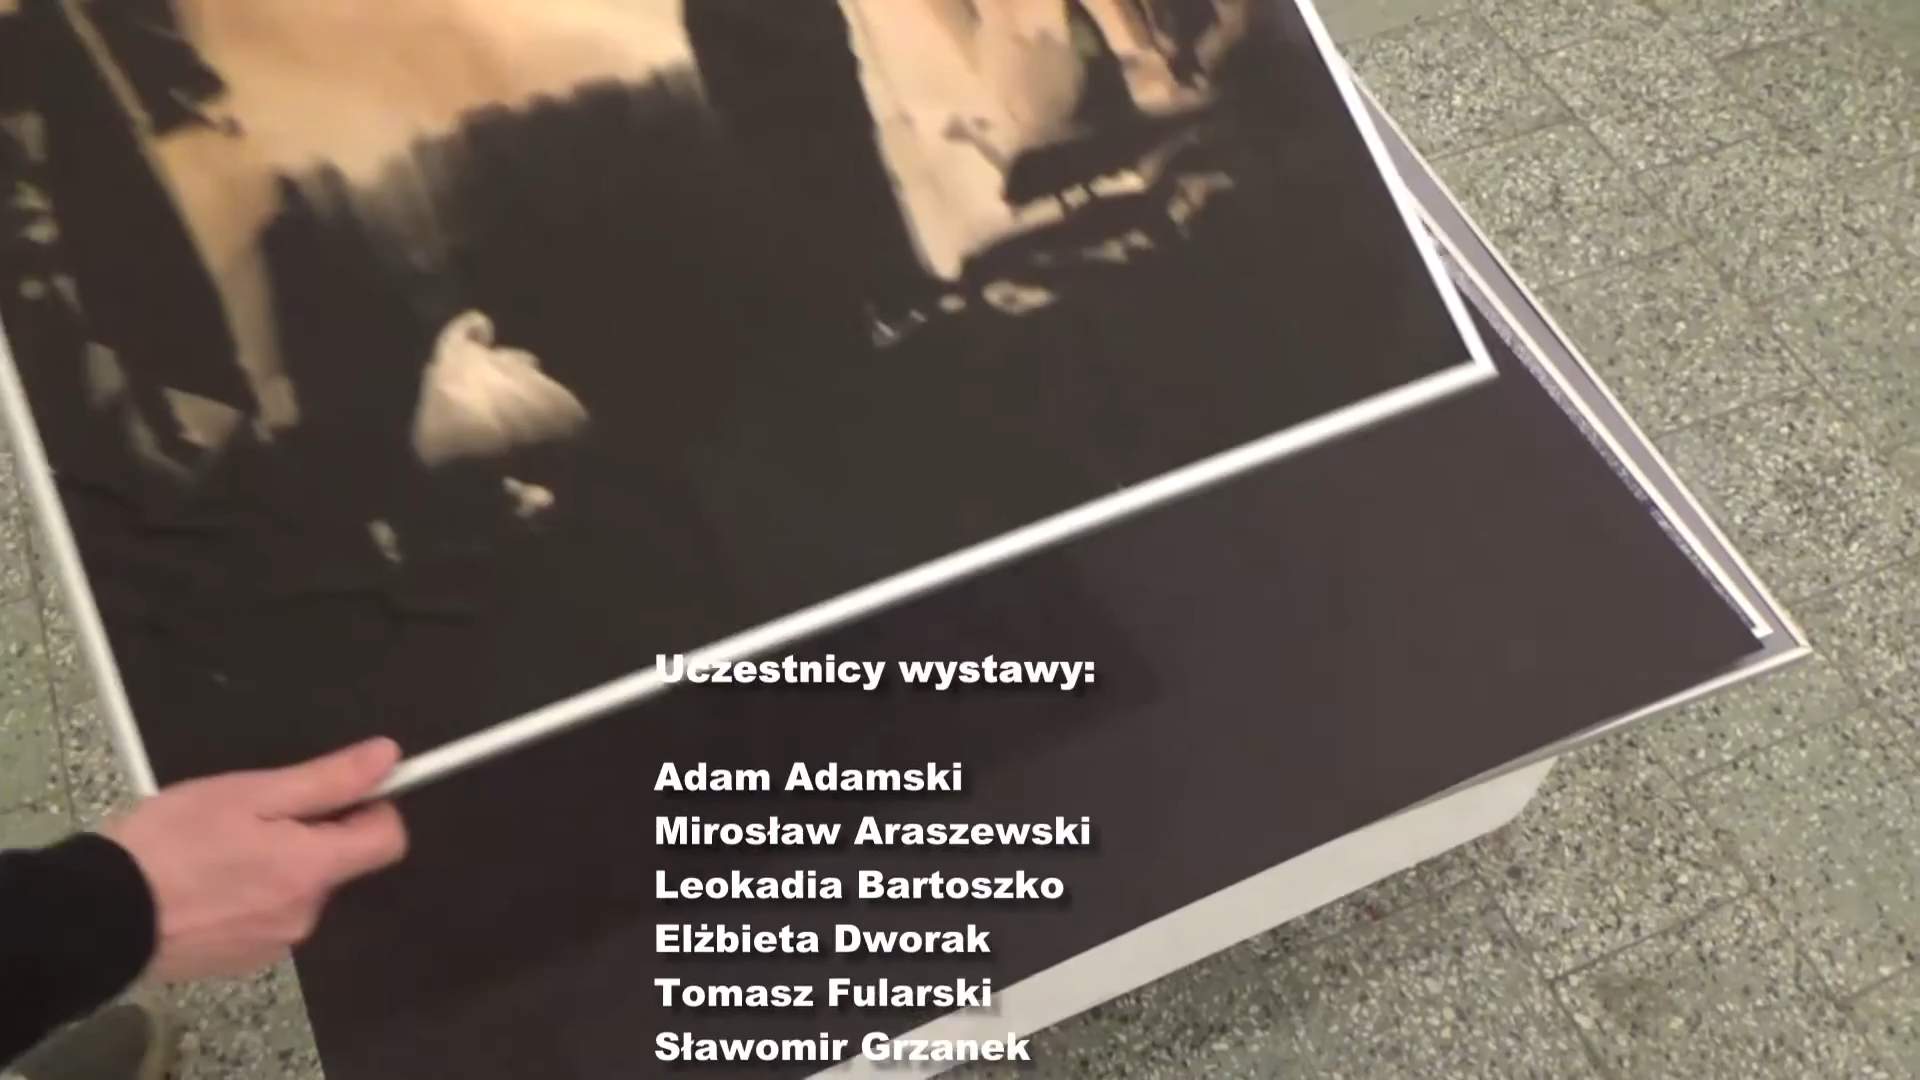 Uczestnicy wystawy:
Adam Adamski
Mirosław Araszewski
Leokadia Bartoszko
Elżbieta Dworak
Tomasz Fularski
Sławomir Grzanek